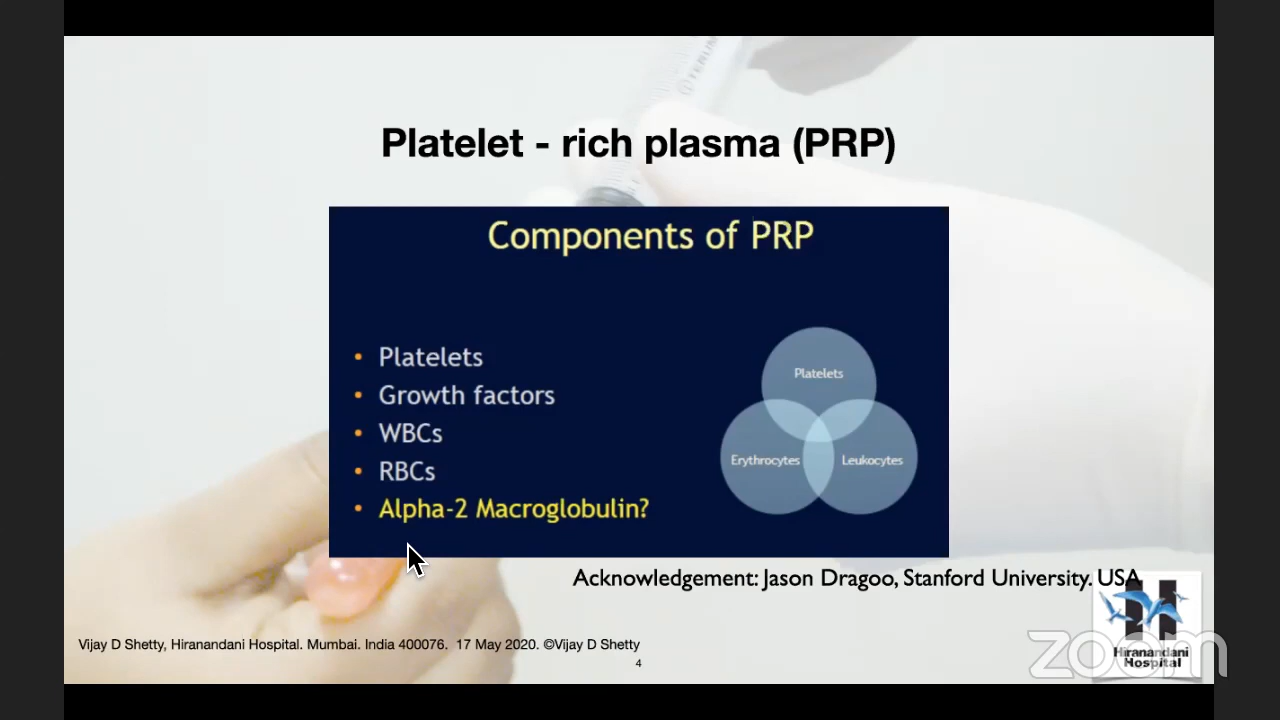 TERUMO
Platelet - rich plasma (PRP)
Components of PRP
• Platelets
• Growth factors
• WBCs
• RBCs
• Alpha-2 Macroglobulin?
Platelets
Erythrocytes
Leukocytes
Acknowledgement: Jason Dragoo, Stanford University. USA
Vijay D Shetty, Hiranandani Hospital. Mumbai. India 400076. 17 May 2020. ©Vijay D Shetty
4
H
Hiranandani
Hospital
zoom